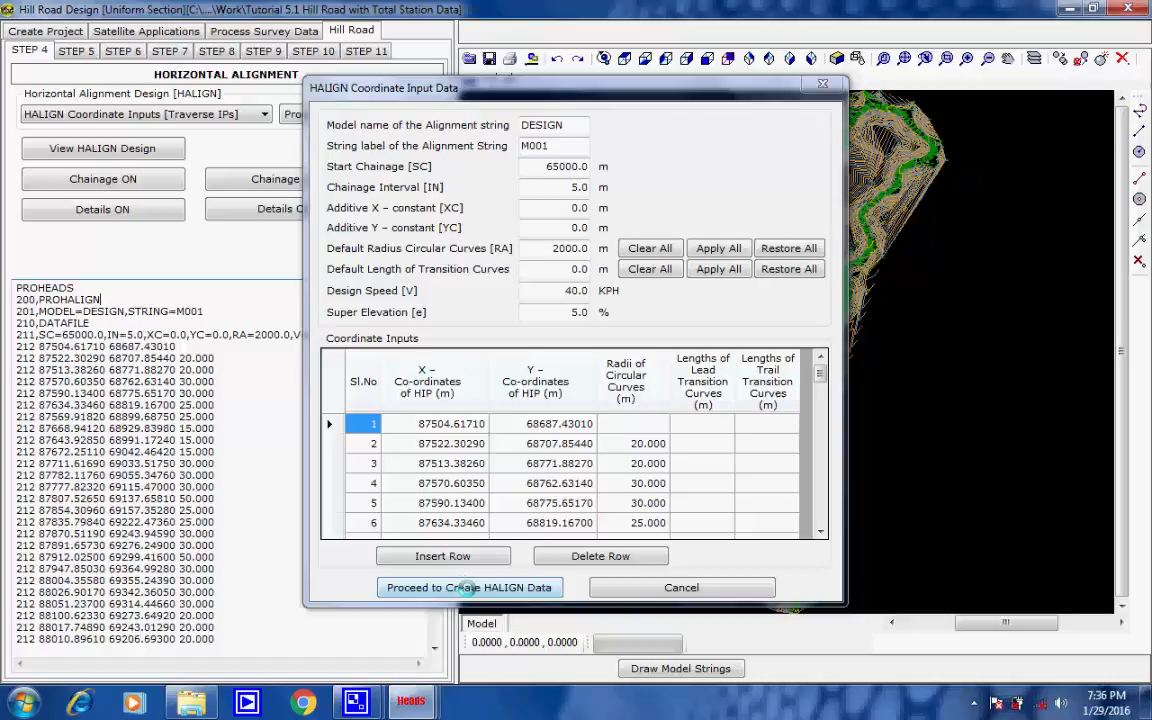 Hill Road Design [Uniform Section][C:\...\Work\Tutorial 5.1 Hill Road with Total Station Data]
Create Project
Satellite Applications
Process Survey Data
Hill Road
STEP 4
STEP 5
STEP 6
STEP 7
STEP 8
STEP 9
STEP 10
STEP 11
HORIZONTAL ALIGNMENT
Horizontal Alignment Design [HALIGN]
HALIGN Coordinate Inputs [Traverse IPs]
View HALIGN Design
Chainage ON
Chainage
Details ON
Details
PROHEADS
200,PROHALIGN
201,MODEL=DESIGN,STRING=M001
210,DATAFILE
211,SC=65000.0,IN=5.0,XC=0.0,YC=0.0,RA=2000.0,V
212 87504.61710 68687.43010
212 87522.30290 68707.85440 20.000
212 87513.38260 68771.88270 20.000
212 87570.60350 68762.63140 30.000
212 87590.13400 68775.65170 30.000
212 87634.33460 68819.16700 25.000
212 87569.91820 68899.68750 25.000
212 87668.94120 68990.32650 15.000
212 87643.92850 68991.17240 15.000
212 87652.21270 69042.46420 15.000
212 87711.61690 69033.51750 30.000
212 87782.11760 69055.34760 30.000
212 87777.82320 69115.47000 30.000
212 87807.52650 69137.65810 50.000
212 87854.30960 69157.35350 20.000
212 87835.79840 69222.47360 25.000
212 87870.51190 69243.94590 30.000
212 87891.65730 69276.24900 30.000
212 87912.02500 69299.41600 50.000
212 87947.85030 69312.38490 30.000
212 88004.35580 69355.24390 30.000
212 88026.90170 69342.36050 30.000
212 88051.23700 69314.44660 30.000
212 88100.62300 69273.94920 20.000
212 88017.74890 69243.01290 20.000
212 88010.89610 69206.69300 20.000
HALIGN Coordinate Input Data
Model name of the Alignment string DESIGN
String label of the Alignment String M001
Start Chainage [SC] 65000.0 m
Chainage Interval [IN] 5.0 m
Additive X - constant [XC] 0.0 m
Additive Y - constant [YC] 0.0 m
Default Radius Circular Curves [RA] 2000.0 m Clear All Apply All Restore All
Default Length of Transition Curves 0.0 m Clear All Apply All Restore All
Design Speed [V] 40.0 KPH
Super Elevation [e] 5.0 %
Coordinate Inputs
Sl.No
X -
Co-ordinates
of HIP (m)
Y -
Co-ordinates
of HIP (m)
Radii of
Circular
Curves
(m)
Lengths of
Lead
Transition
Curves
(m)
Lengths of
Trail
Transition
Curves
(m)
1 87504.61710 68687.43010
2 87522.30290 68707.85440 20.000
3 87513.38260 68771.88270 20.000
4 87570.60350 68762.63140 30.000
5 87590.13400 68775.65170 30.000
6 87634.33460 68819.16700 25.000
Insert Row
Delete Row
Proceed to Create HALIGN Data
Cancel
Model
0.0000 , 0.0000 , 0.0000
Draw Model Strings
Heads
7:36 PM
1/29/2016